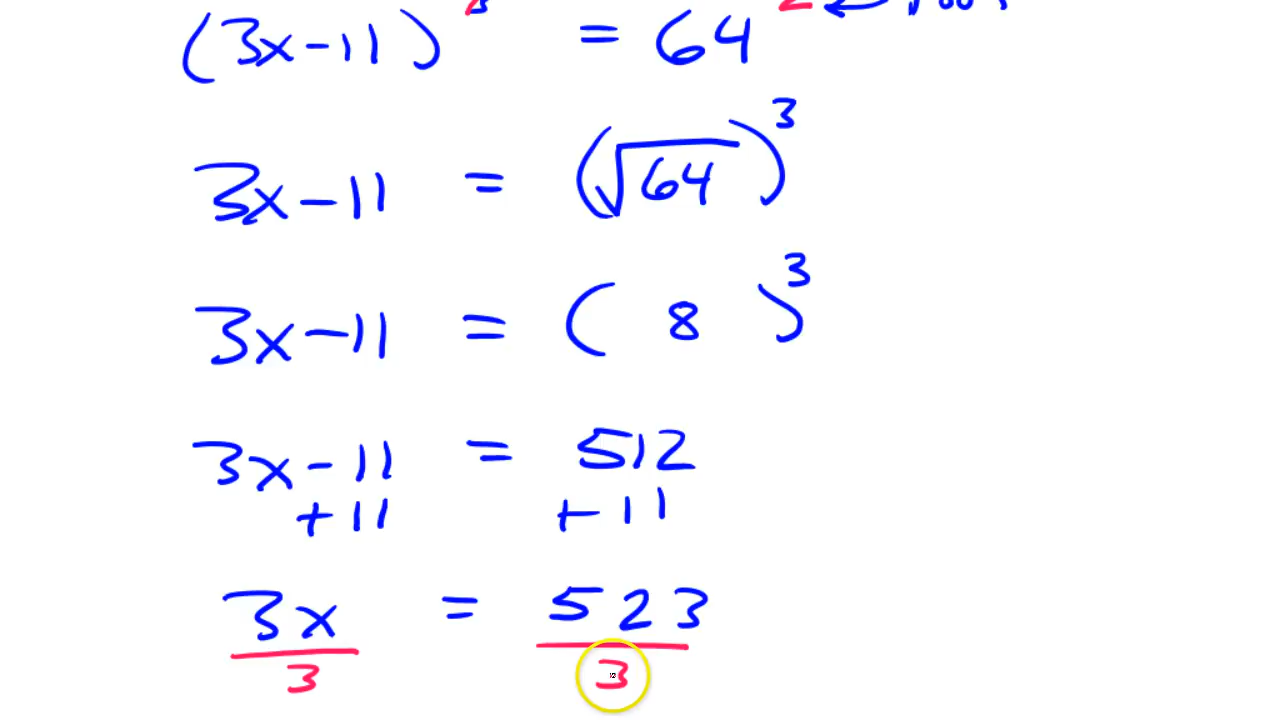 (3x-11) = 64
3x-11 = (√64)³
3x-11 = ( 8 )³
3x-11 = 512
+11 +11
3x = 523
3 3